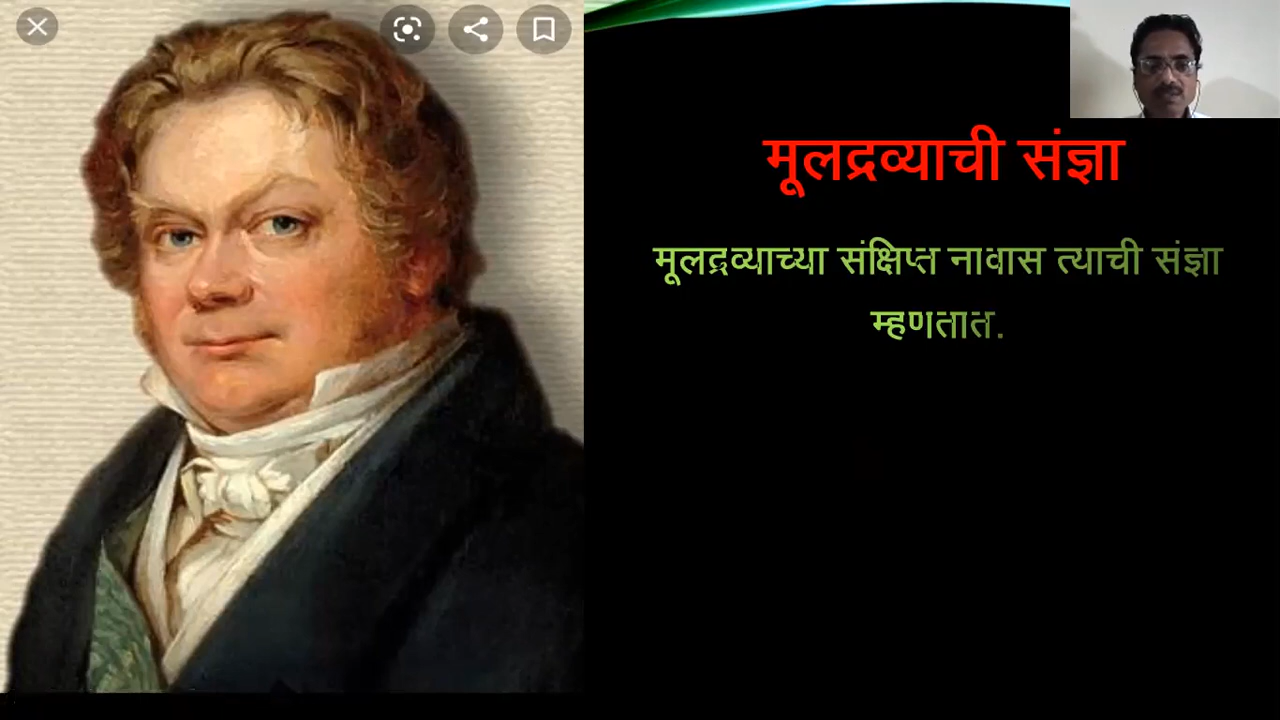 मूलद्रव्याची संज्ञा
मूलद्रव्याच्या संक्षिप्त नावास त्याची संज्ञा
म्हणतात.